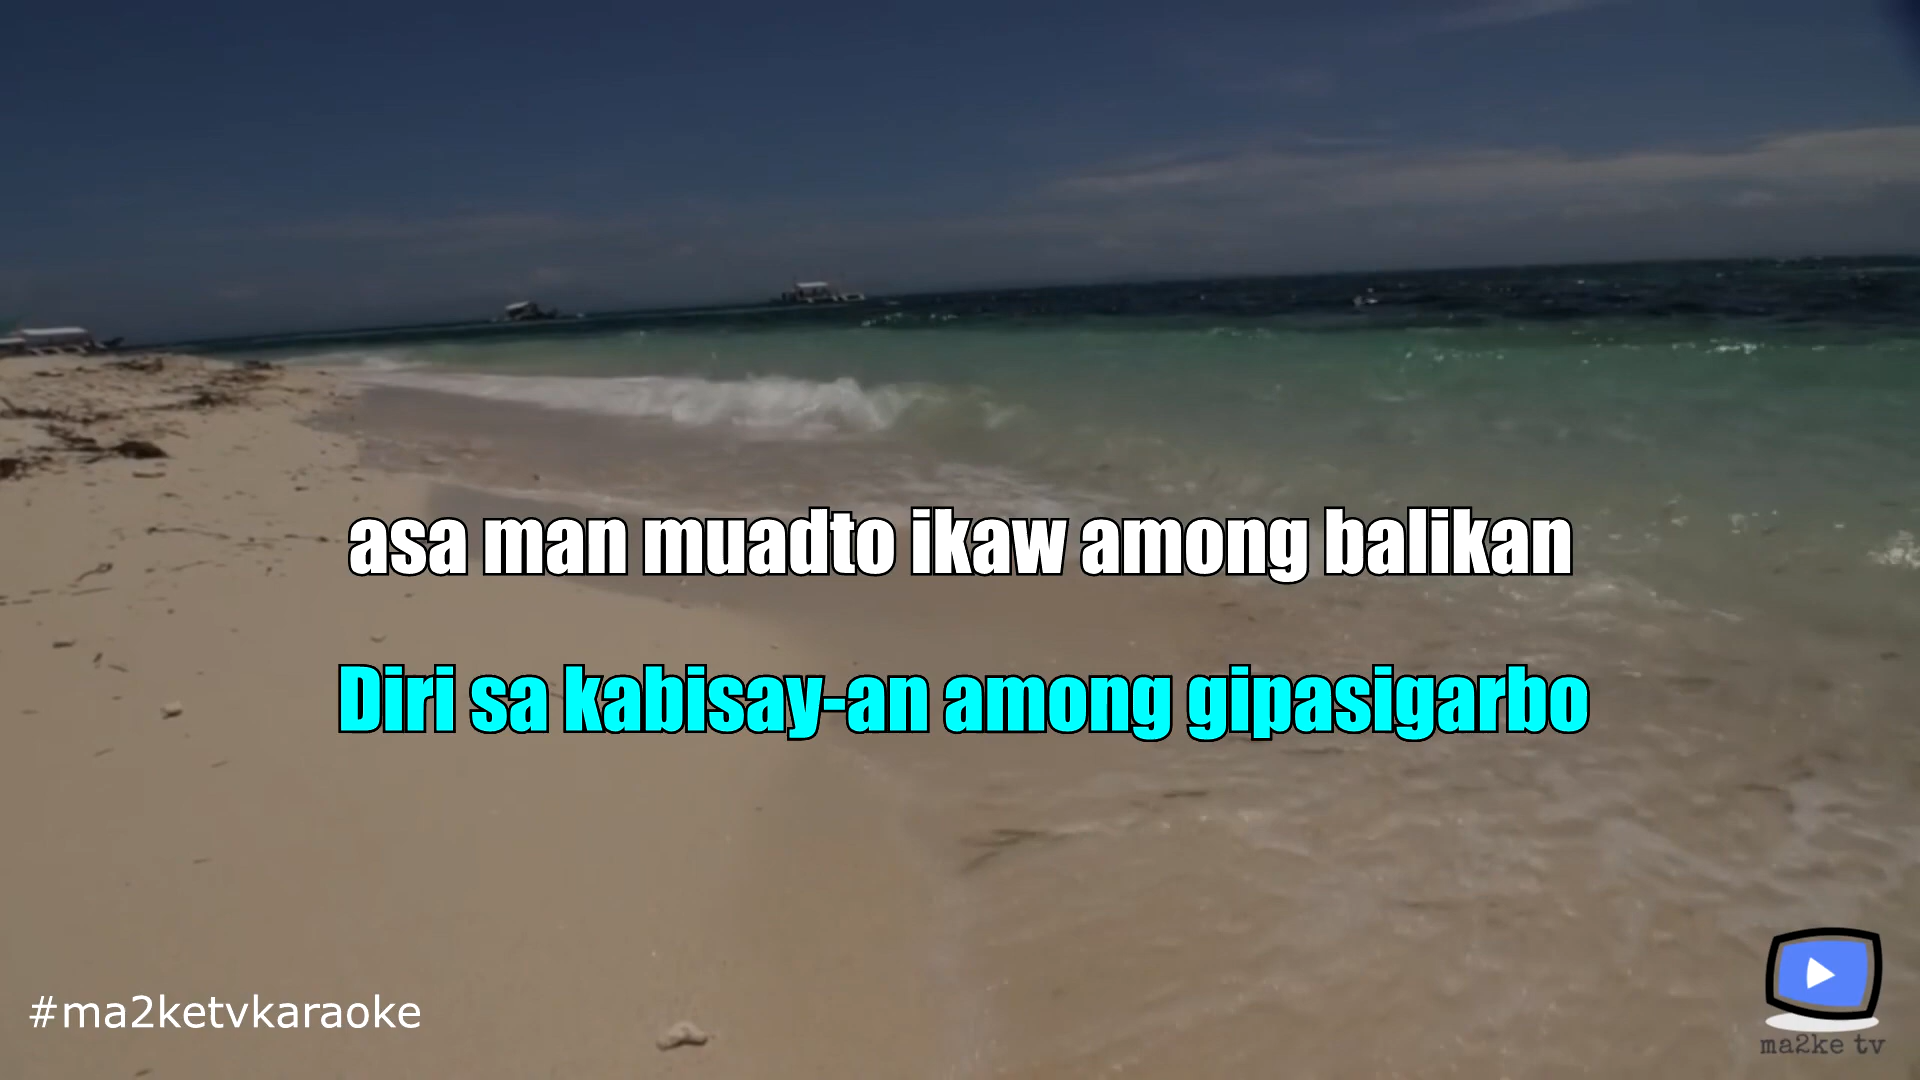 asa man muadto ikaw among balikan
Diri sa kabisay-an among gipasigarbo
#ma2ketvkaraoke
ma2ke tv